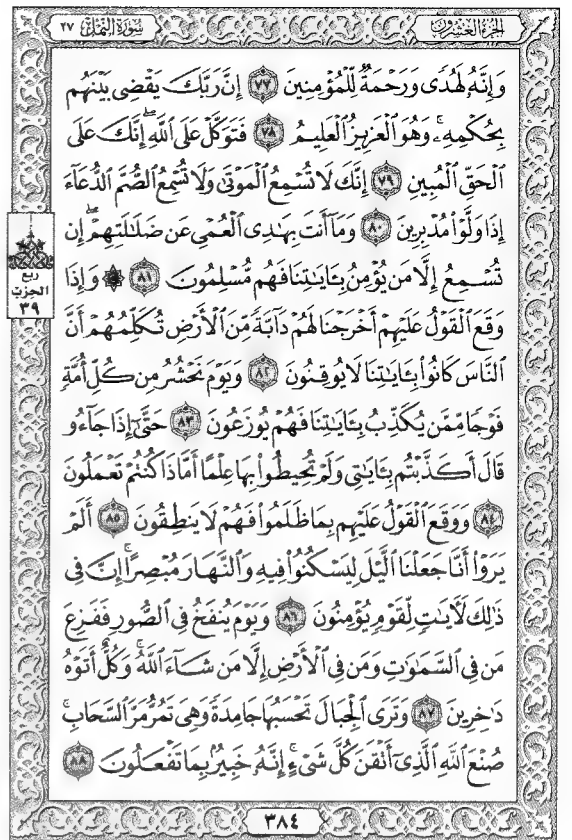 الجزء العشرون
سورة النمل ٢٧
وَإِنَّهُۥ لَهُدًى وَرَحْمَةٌ لِّلْمُؤْمِنِينَ ٧٧ إِنَّ رَبَّكَ يَقْضِى بَيْنَهُم
بِحُكْمِهِۦ ۚ وَهُوَ ٱلْعَزِيزُ ٱلْعَلِيمُ ٧٨ فَتَوَكَّلْ عَلَى ٱللَّهِ ۖ إِنَّكَ عَلَى
ٱلْحَقِّ ٱلْمُبِينِ ٧٩ إِنَّكَ لَا تُسْمِعُ ٱلْمَوْتَىٰ وَلَا تُسْمِعُ ٱلصُّمَّ ٱلدُّعَآءَ
إِذَا وَلَّوْا۟ مُدْبِرِينَ ٨٠ وَمَآ أَنتَ بِهَـٰدِى ٱلْعُمْىِ عَن ضَلَـٰلَتِهِمْ ۖ إِن
تُسْمِعُ إِلَّا مَن يُؤْمِنُ بِـَٔايَـٰتِنَا فَهُم مُّسْلِمُونَ ٨١ ۞ وَإِذَا
وَقَعَ ٱلْقَوْلُ عَلَيْهِمْ أَخْرَجْنَا لَهُمْ دَآبَّةً مِّنَ ٱلْأَرْضِ تُكَلِّمُهُمْ أَنَّ
ٱلنَّاسَ كَانُوا۟ بِـَٔايَـٰتِنَا لَا يُوقِنُونَ ٨٢ وَيَوْمَ نَحْشُرُ مِن كُلِّ أُمَّةٍ
فَوْجًا مِّمَّن يُكَذِّبُ بِـَٔايَـٰتِنَا فَهُمْ يُوزَعُونَ ٨٣ حَتَّىٰٓ إِذَا جَآءُو
قَالَ أَكَذَّبْتُم بِـَٔايَـٰتِى وَلَمْ تُحِيطُوا۟ بِهَا عِلْمًا أَمَّاذَا كُنتُمْ تَعْمَلُونَ
٨٤ وَوَقَعَ ٱلْقَوْلُ عَلَيْهِم بِمَا ظَلَمُوا۟ فَهُمْ لَا يَنطِقُونَ ٨٥ أَلَمْ
يَرَوْا۟ أَنَّا جَعَلْنَا ٱلَّيْلَ لِيَسْكُنُوا۟ فِيهِ وَٱلنَّهَارَ مُبْصِرًا ۚ إِنَّ فِى
ذَٰلِكَ لَـَٔايَـٰتٍ لِّقَوْمٍ يُؤْمِنُونَ ٨٦ وَيَوْمَ يُنفَخُ فِى ٱلصُّورِ فَفَزِعَ
مَن فِى ٱلسَّمَـٰوَٰتِ وَمَن فِى ٱلْأَرْضِ إِلَّا مَن شَآءَ ٱللَّهُ ۚ وَكُلٌّ أَتَوْهُ
دَٰخِرِينَ ٨٧ وَتَرَى ٱلْجِبَالَ تَحْسَبُهَا جَامِدَةً وَهِىَ تَمُرُّ مَرَّ ٱلسَّحَابِ ۚ
صُنْعَ ٱللَّهِ ٱلَّذِىٓ أَتْقَنَ كُلَّ شَىْءٍ ۚ إِنَّهُۥ خَبِيرٌۢ بِمَا تَفْعَلُونَ ٨٨
ربع
الحزب
٣٩
٣٨٤